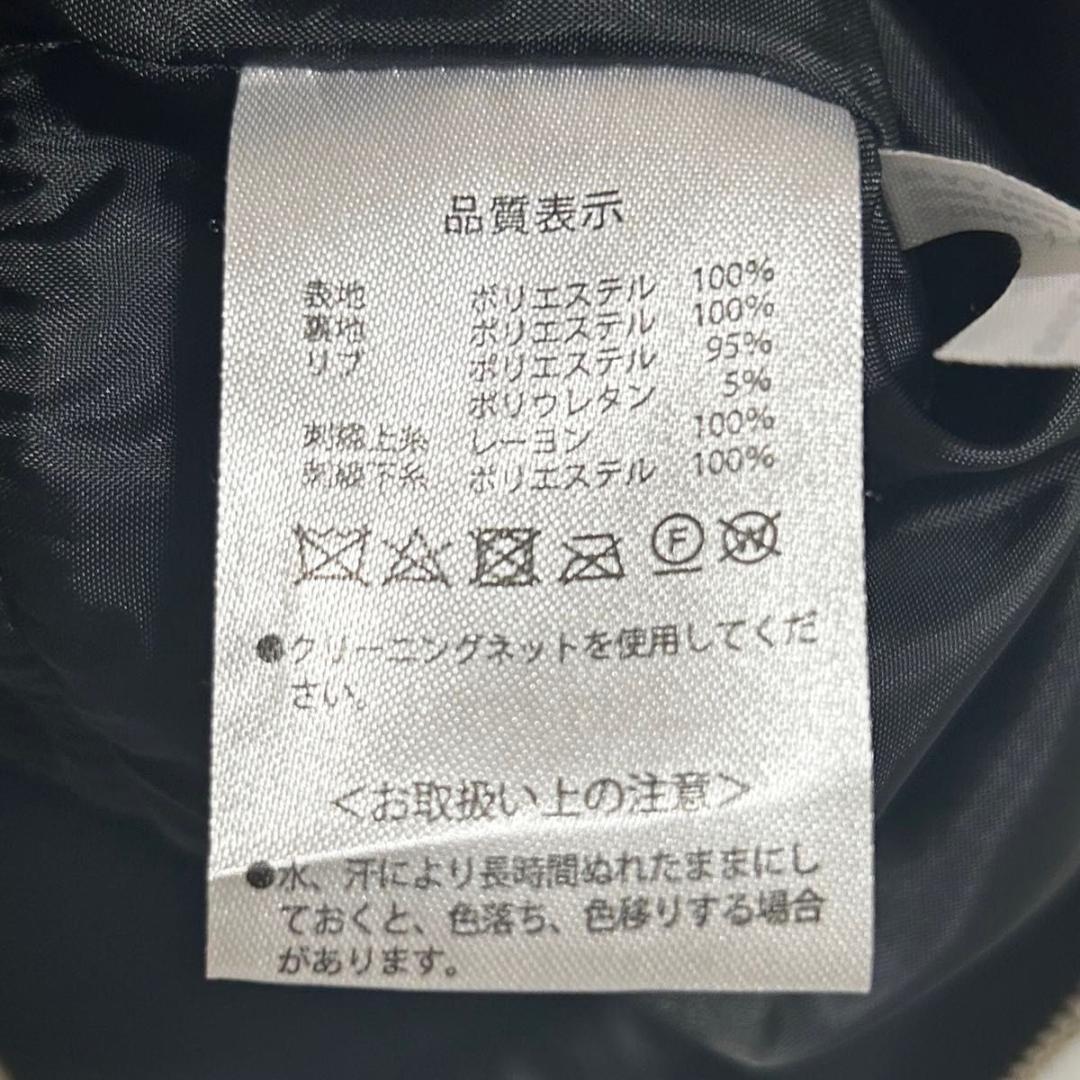 品質表示
表地 ポリエステル 100%
裏地 ポリエステル 100%
リブ ポリエステル 95%
ポリウレタン 5%
刺繍上糸 レーヨン 100%
刺繍下糸 ポリエステル 100%
F W
●クリーニングネットを使用してくだ
さい。
<お取扱い上の注意>
●水、汗により長時間ぬれたままにし
ておくと、色落ち、色移りする場合
があります。